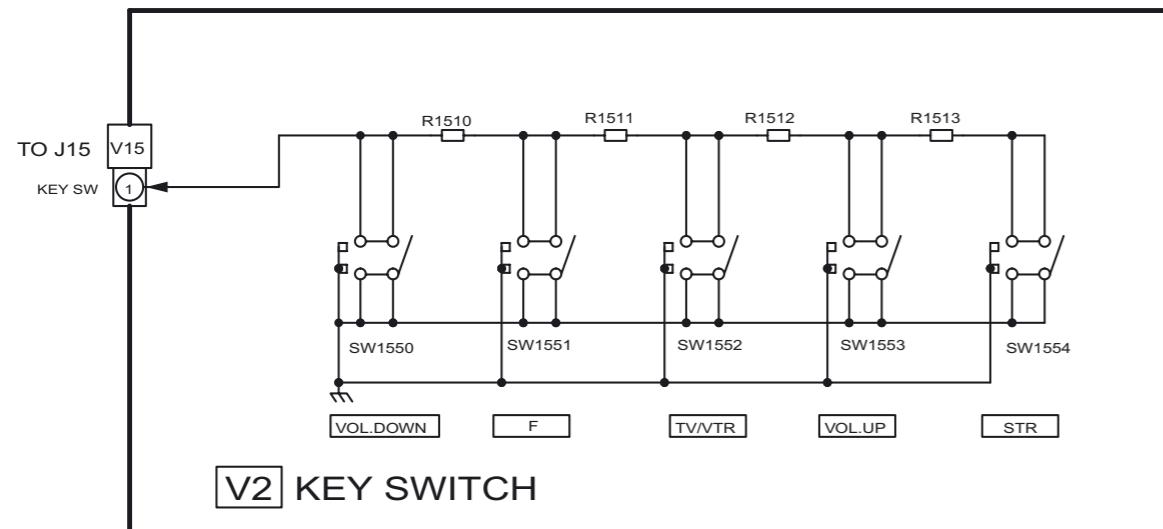 R1510 R1511 R1512 R1513
TO J15 V15
KEY SW 1
SW1550 SW1551 SW1552 SW1553 SW1554
VOL.DOWN F TV/VTR VOL.UP STR
V2 KEY SWITCH